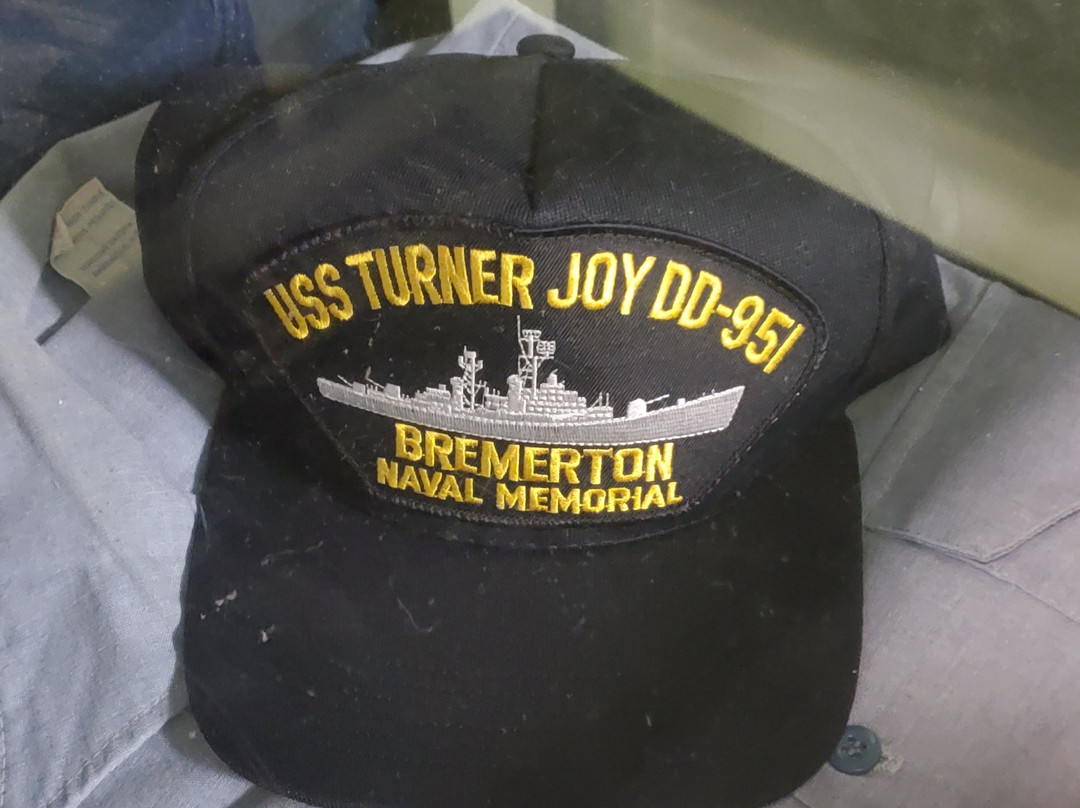 USS TURNER JOY DD-951
BREMERTON
NAVAL MEMORIAL